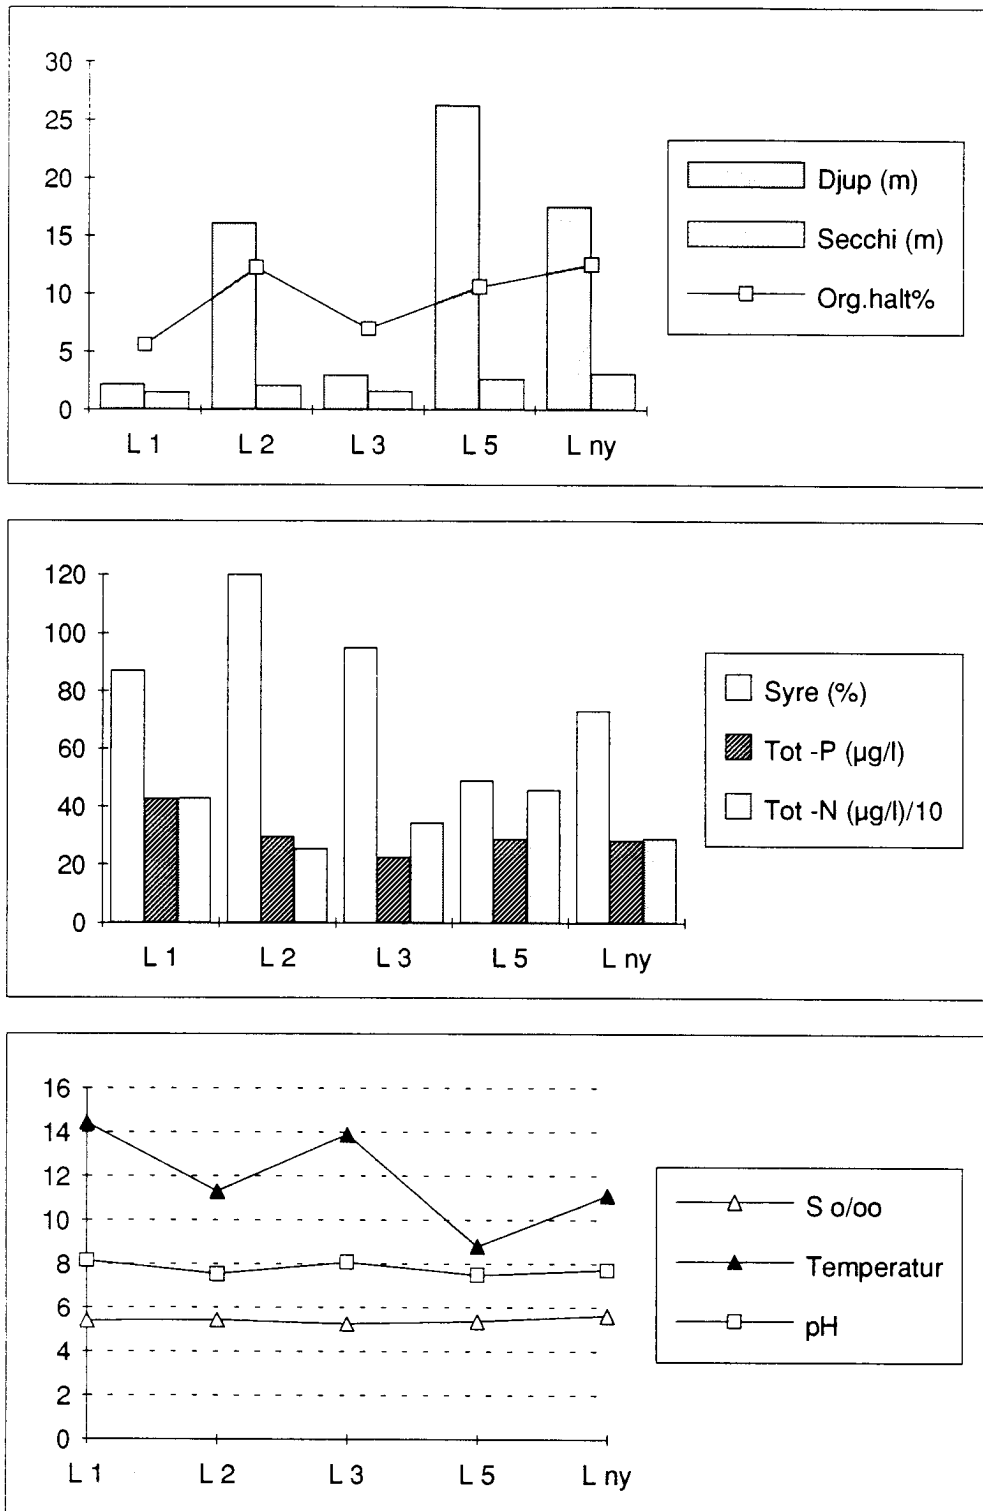 30
25
20
15
10
5
0
L 1 L 2 L 3 L 5 L ny
Djup (m)
Secchi (m)
Org.halt%
120
100
80
60
40
20
0
L 1 L 2 L 3 L 5 L ny
Syre (%)
Tot -P (µg/l)
Tot -N (µg/l)/10
16
14
12
10
8
6
4
2
0
L 1 L 2 L 3 L 5 L ny
S o/oo
Temperatur
pH